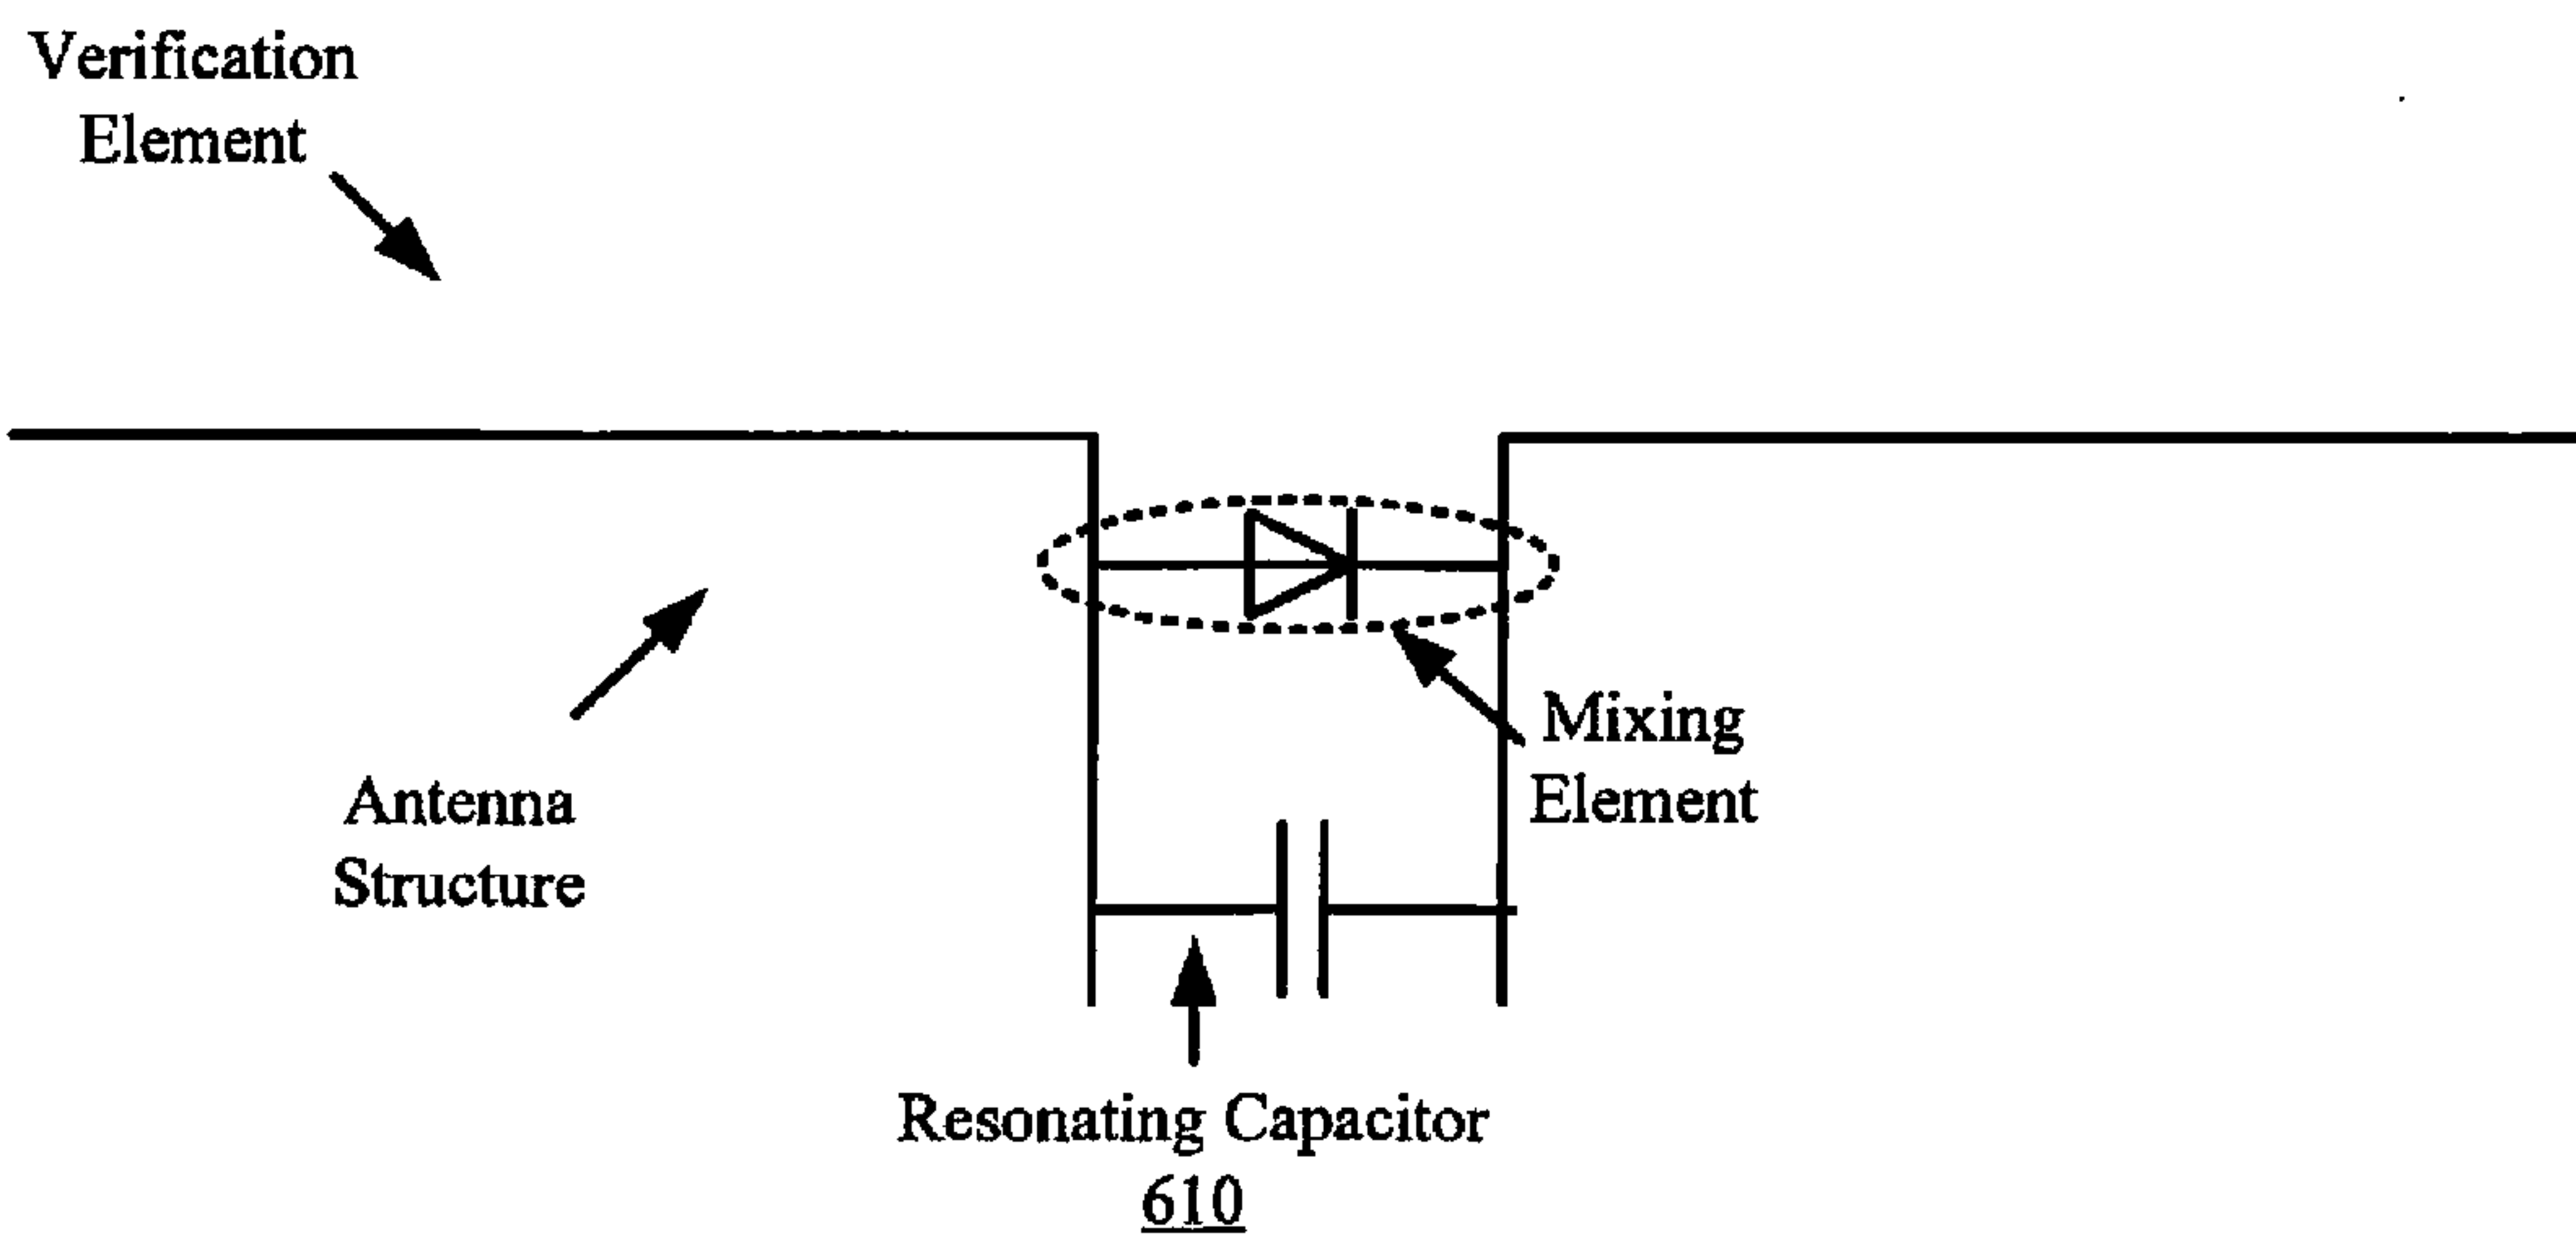 Verification
Element
Mixing
Element
Antenna
Structure
Resonating Capacitor
610